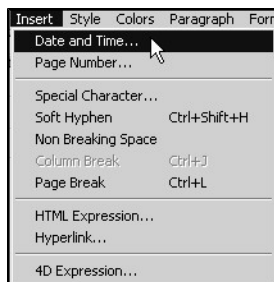 Insert Style Colors Paragraph For
Date and Time...
Page Number...
Special Character...
Soft Hyphen Ctrl+Shift+H
Non Breaking Space
Column Break Ctrl+J
Page Break Ctrl+L
HTML Expression...
Hyperlink...
4D Expression...